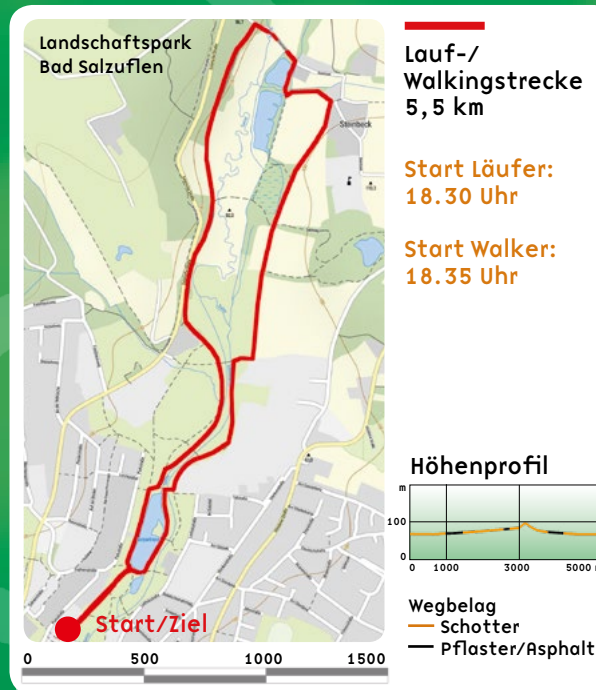 Landschaftspark
Bad Salzuflen
Steinbeck
Start/Ziel
0 500 1000 1500
Lauf-/
Walkingstrecke
5,5 km
Start Läufer:
18.30 Uhr
Start Walker:
18.35 Uhr
Höhenprofil
m
100
0
0 1000 3000 5000
Wegbelag
Schotter
Pflaster/Asphalt